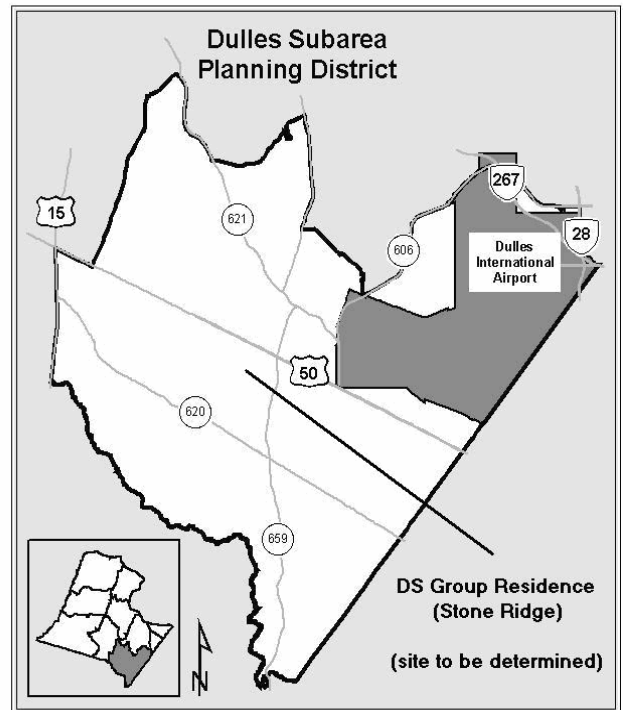 Dulles Subarea
Planning District
267
15
621
28
606
Dulles
International
Airport
50
620
659
DS Group Residence
(Stone Ridge)
(site to be determined)
N